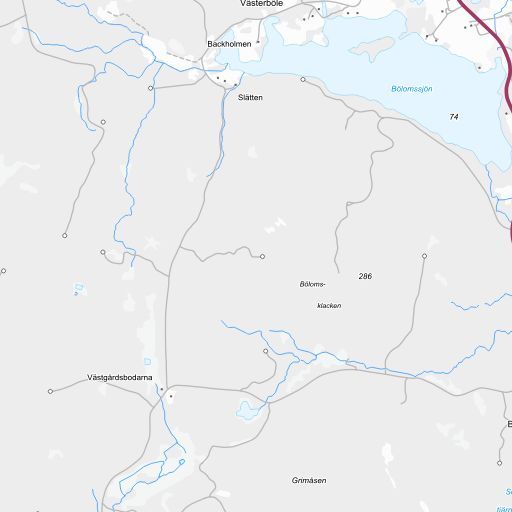 Västerböle
Backholmen
Bölomssjön
Slätten
74
286
Böloms-
klacken
Västgårdsbodarna
Grimåsen